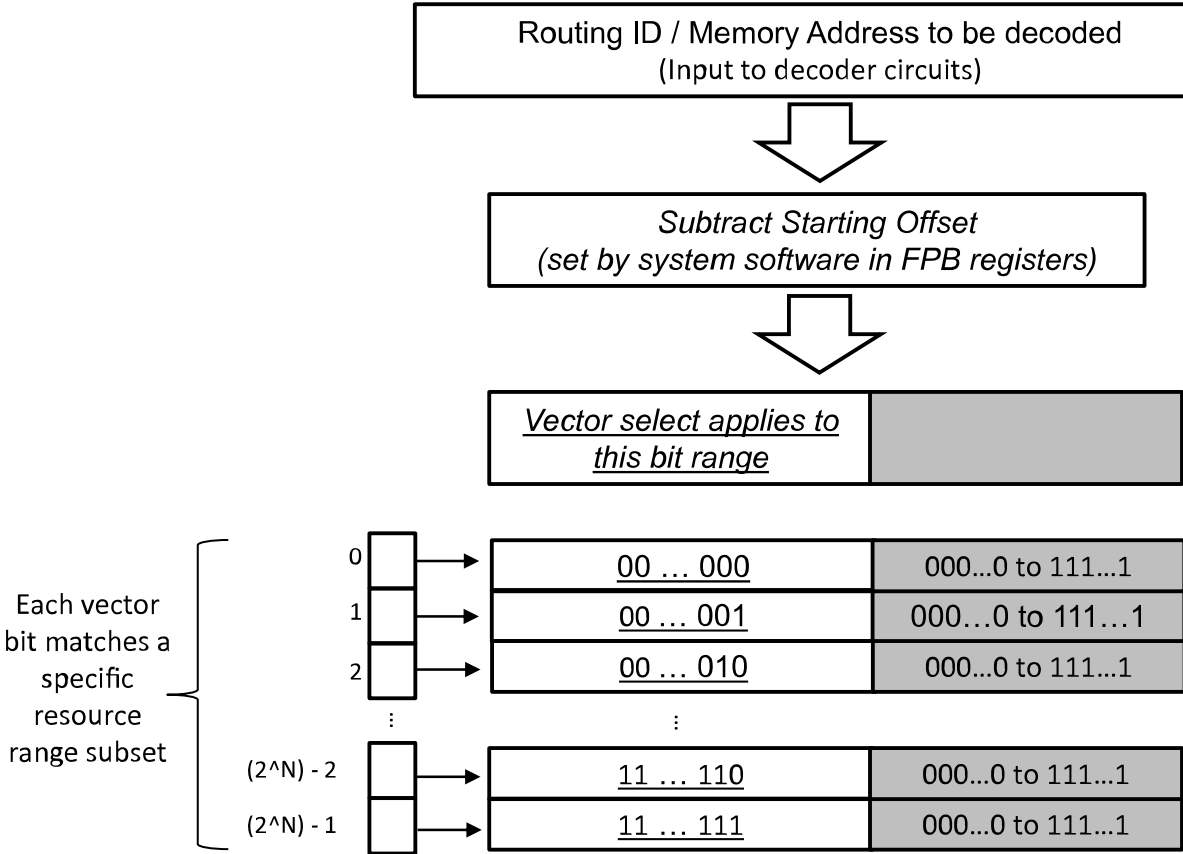 Routing ID / Memory Address to be decoded
(Input to decoder circuits)
Subtract Starting Offset
(set by system software in FPB registers)
Vector select applies to
this bit range
Each vector
bit matches a
specific
resource
range subset
0
00 ... 000
000...0 to 111...1
1
00 ... 001
000...0 to 111...1
2
00 ... 010
000...0 to 111...1
...
...
(2^N) - 2
11 ... 110
000...0 to 111...1
(2^N) - 1
11 ... 111
000...0 to 111...1